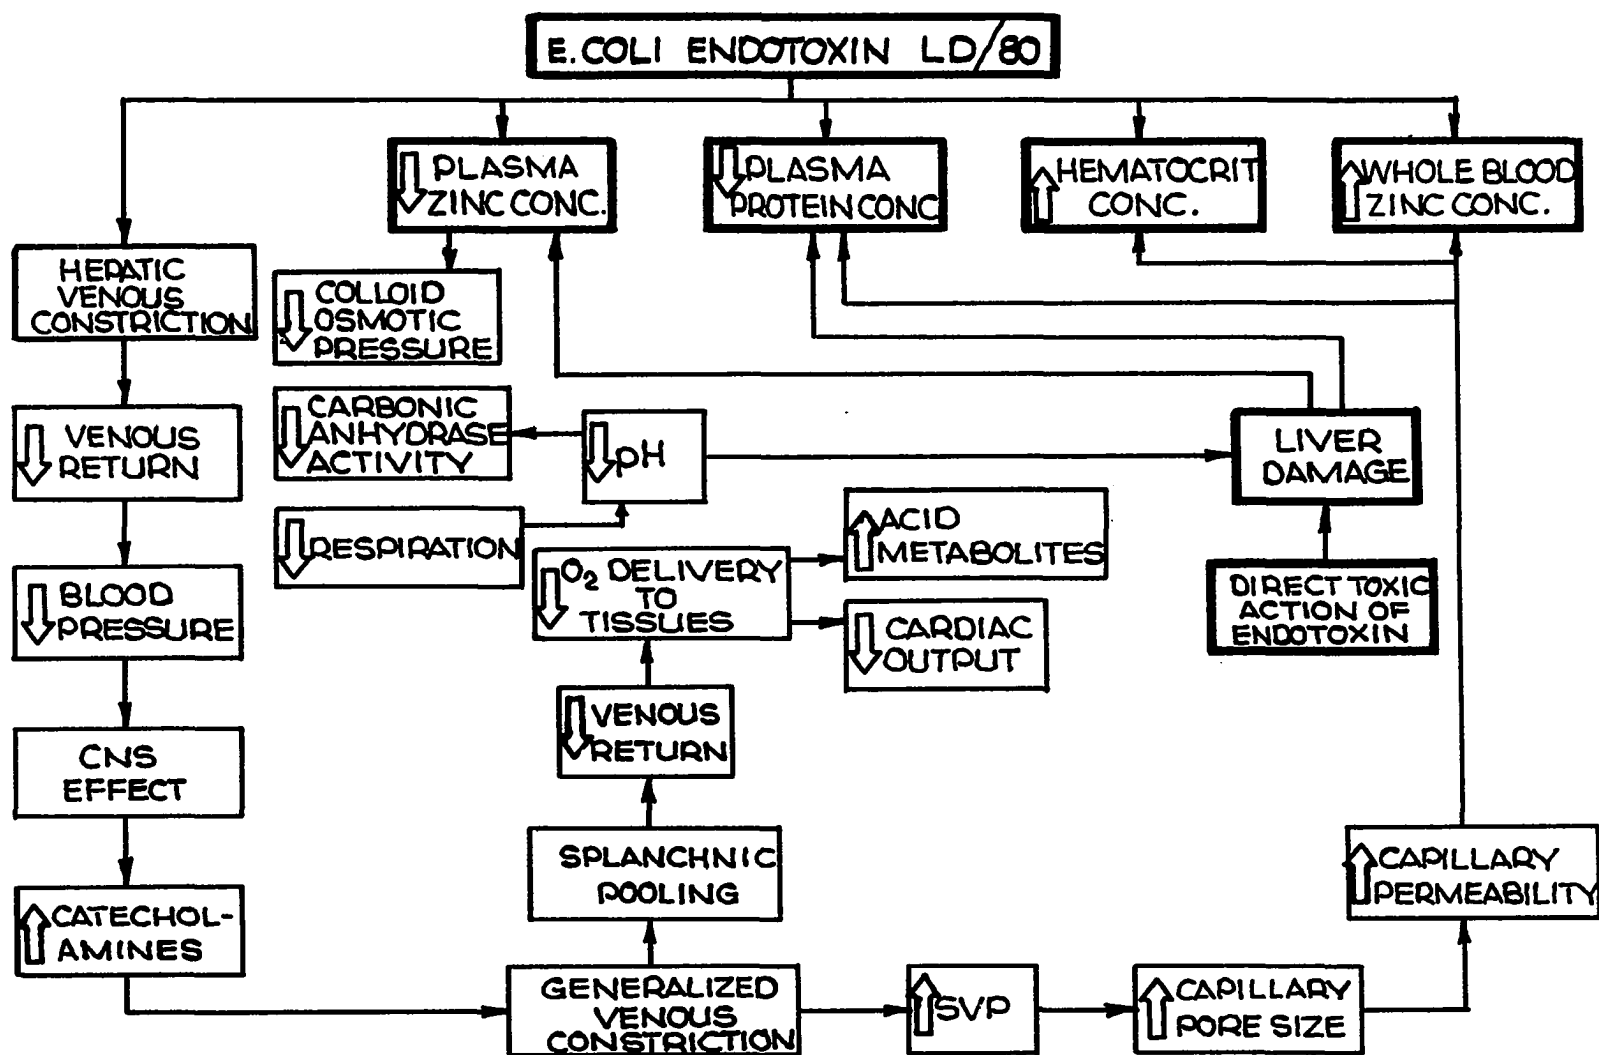 E. COLI ENDOTOXIN LD/80
PLASMA
ZINC CONC.
PLASMA
PROTEIN CONC
HEMATOCRIT
CONC.
WHOLE BLOOD
ZINC CONC.
HEPATIC
VENOUS
CONSTRICTION
COLLOID
OSMOTIC
PRESSURE
VENOUS
RETURN
CARBONIC
ANHYDRASE
ACTIVITY
pH
LIVER
DAMAGE
RESPIRATION
ACID
METABOLITES
BLOOD
PRESSURE
O₂ DELIVERY
TO
TISSUES
CARDIAC
OUTPUT
DIRECT TOXIC
ACTION OF
ENDOTOXIN
VENOUS
RETURN
CNS
EFFECT
SPLANCHNIC
POOLING
CAPILLARY
PERMEABILITY
CATECHOL-
AMINES
GENERALIZED
VENOUS
CONSTRICTION
SVP
CAPILLARY
PORE SIZE